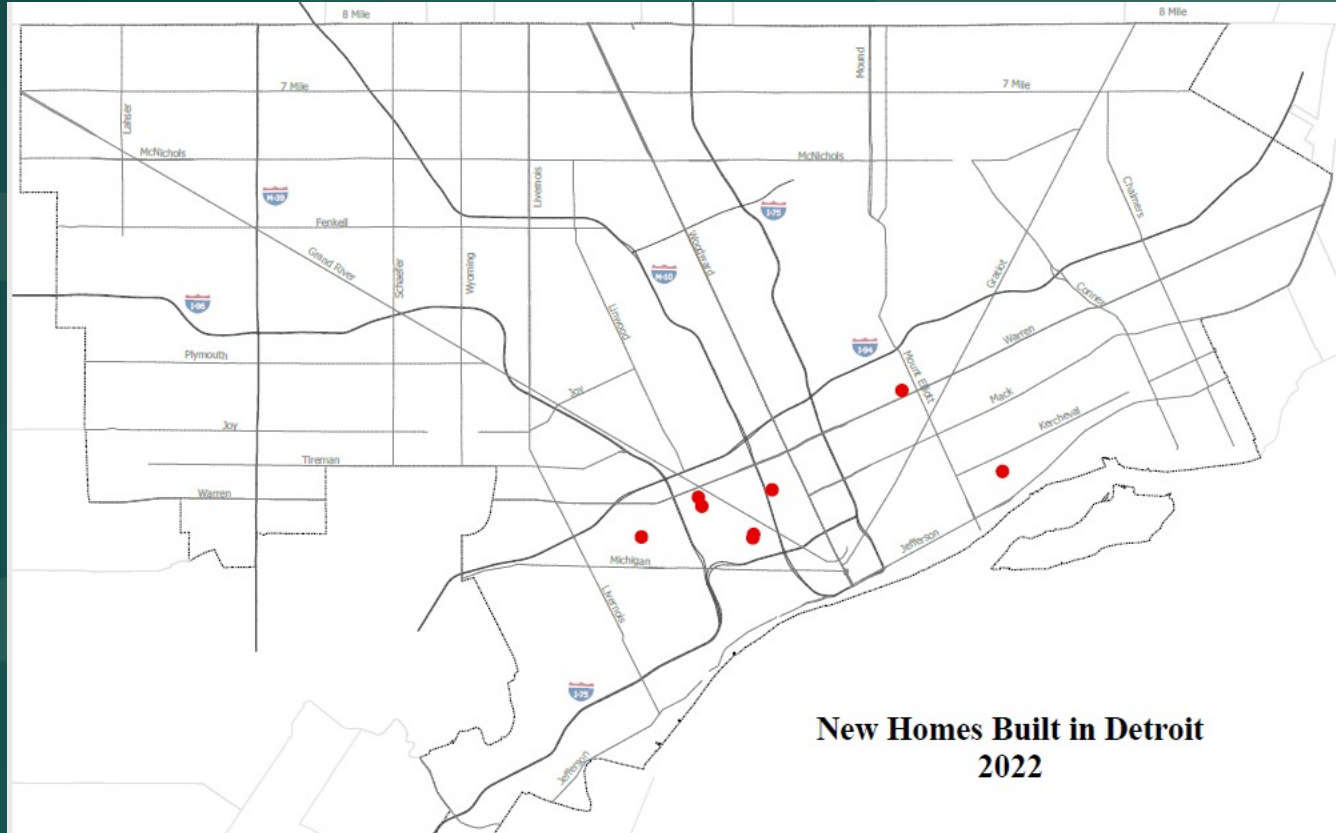 8 Mile
8 Mile
Mound
7 Mile
7 Mile
Lahser
McNichols
McNichols
Livernois
M-39
Chalmers
I-75
Fenkell
Woodward
Grand River
Schaefer
Wyoming
M-10
Gratiot
Conner
I-96
Linwood
Warren
I-94
Plymouth
Mount Elliott
Joy
Mack
Kercheval
Joy
Tireman
Warren
Jefferson
Michigan
Livernois
I-75
Jefferson
New Homes Built in Detroit
2022